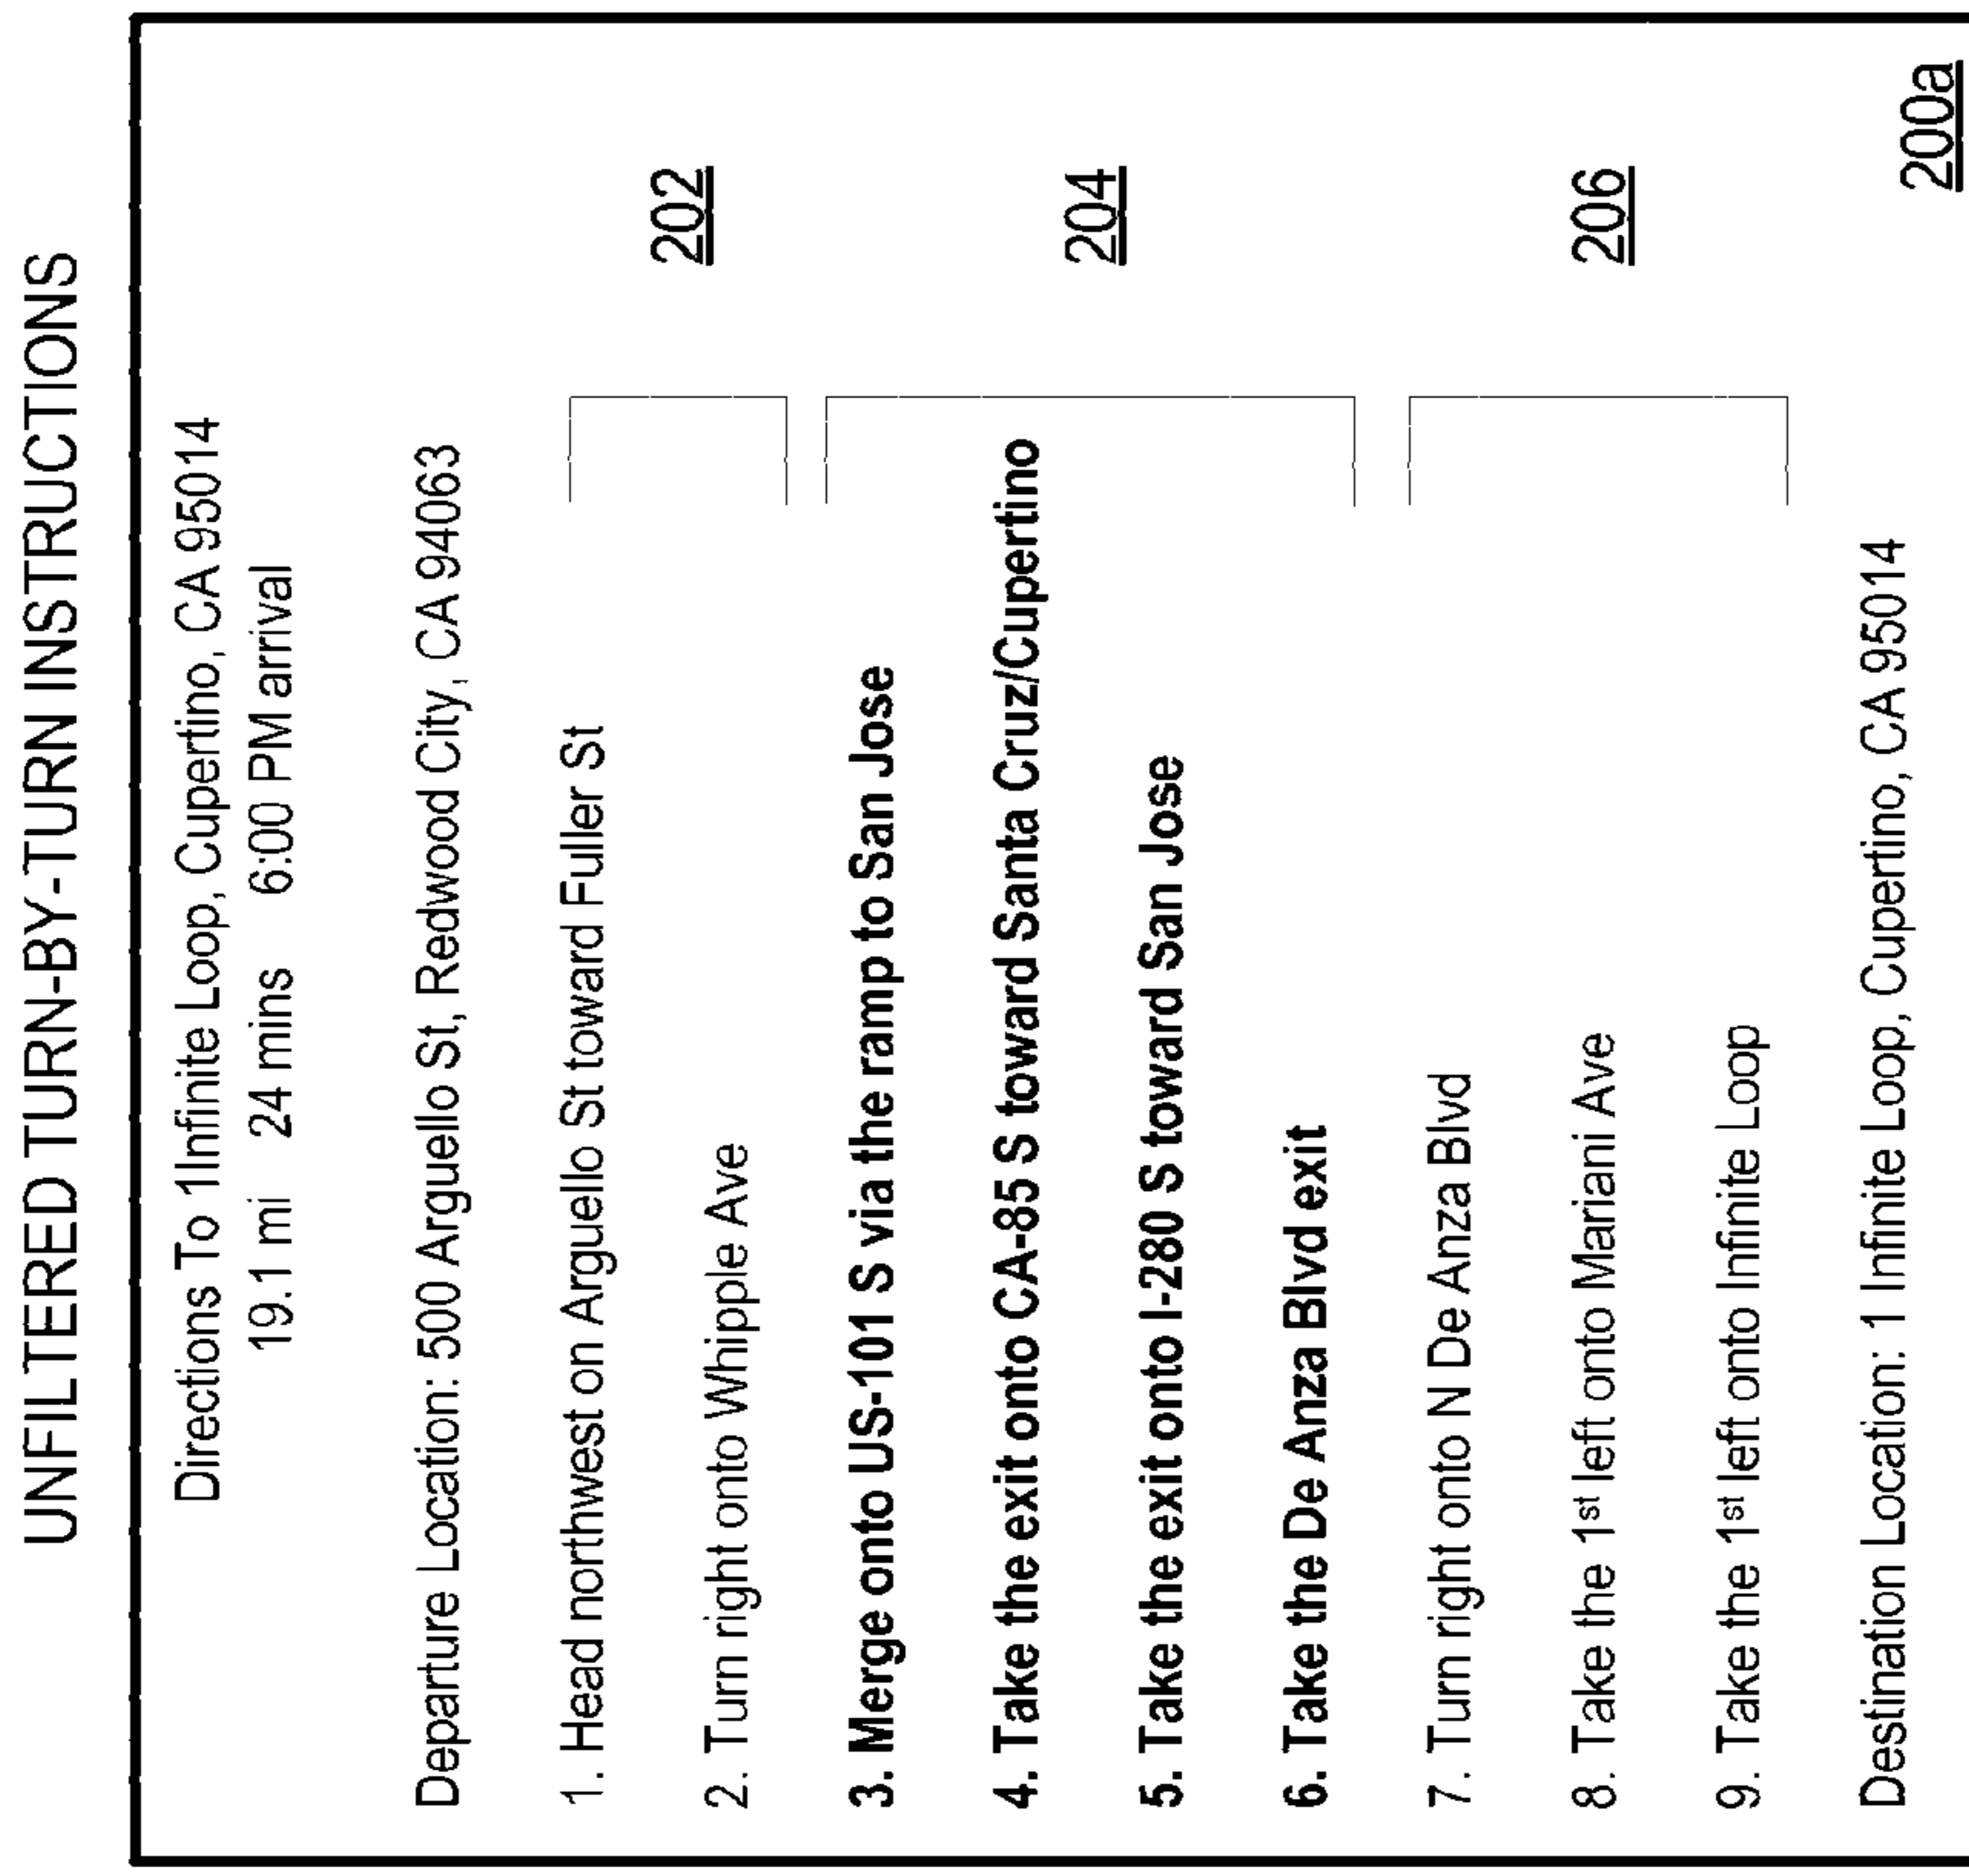 UNFILTERED TURN-BY-TURN INSTRUCTIONS
Directions To 1Infinite Loop, Cupertino, CA 95014
19.1 mi 24 mins 6:00 PM arrival
Departure Location: 500 Arguello St, Redwood City, CA 94063
1. Head northwest on Arguello St toward Fuller St
2. Turn right onto Whipple Ave
202
3. Merge onto US-101 S via the ramp to San Jose
4. Take the exit onto CA-85 S toward Santa Cruz/Cupertino
204
5. Take the exit onto I-280 S toward San Jose
6. Take the De Anza Blvd exit
7. Turn right onto N De Anza Blvd
8. Take the 1st left onto Mariani Ave
206
9. Take the 1st left onto Infinite Loop
Destination Location: 1 Infinite Loop, Cupertino, CA 95014
200a